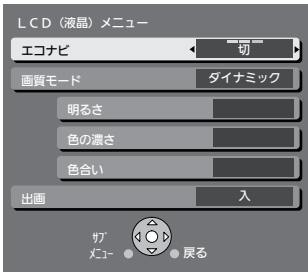 LCD（液晶）メニュー
エコナビ 切
画質モード ダイナミック
明るさ
色の濃さ
色合い
出画 入
ｻﾌﾞ
ﾒﾆｭｰ 戻る